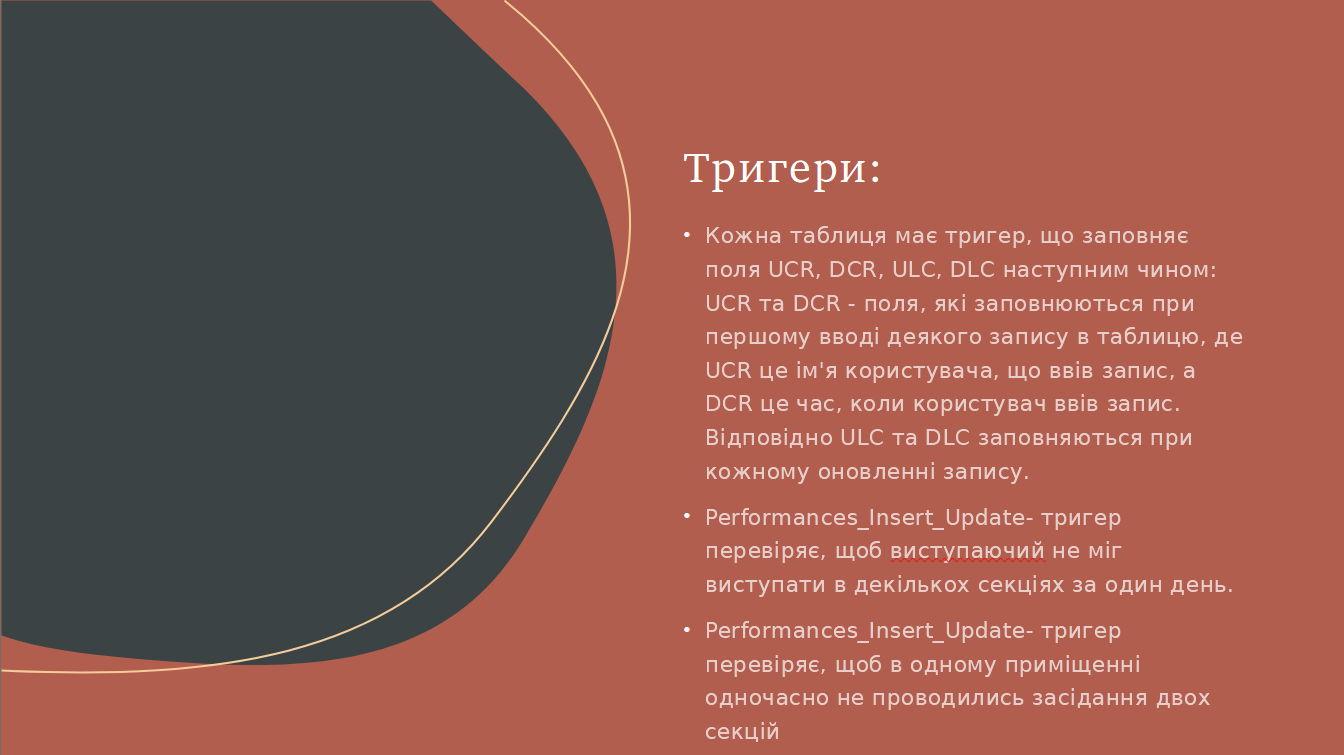 Тригери:
• Кожна таблиця має тригер, що заповняє
поля UCR, DCR, ULC, DLC наступним чином:
UCR та DCR - поля, які заповнюються при
першому вводі деякого запису в таблицю, де
UCR це ім'я користувача, що ввів запис, а
DCR це час, коли користувач ввів запис.
Відповідно ULC та DLC заповняються при
кожному оновленні запису.
• Performances_Insert_Update- тригер
перевіряє, щоб виступаючий не міг
виступати в декількох секціях за один день.
• Performances_Insert_Update- тригер
перевіряє, щоб в одному приміщенні
одночасно не проводились засідання двох
секцій